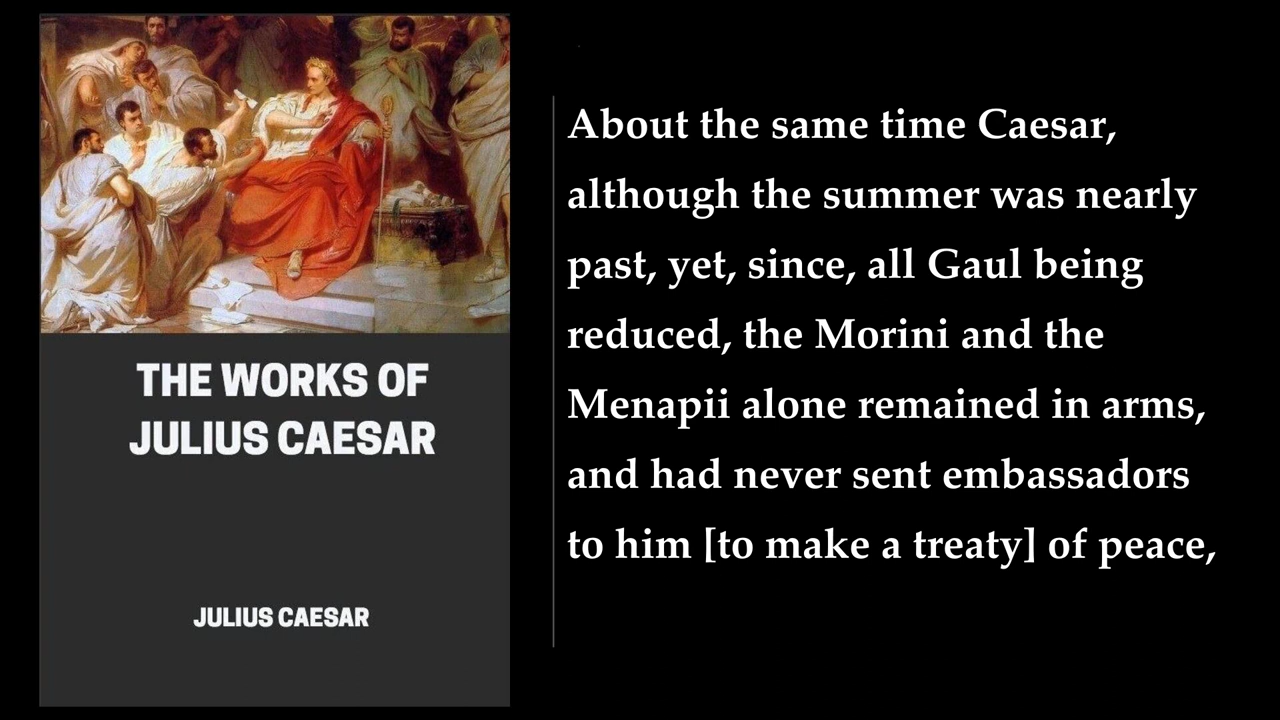 THE WORKS OF
JULIUS CAESAR
JULIUS CAESAR
About the same time Caesar,
although the summer was nearly
past, yet, since, all Gaul being
reduced, the Morini and the
Menapii alone remained in arms,
and had never sent embassadors
to him [to make a treaty] of peace,